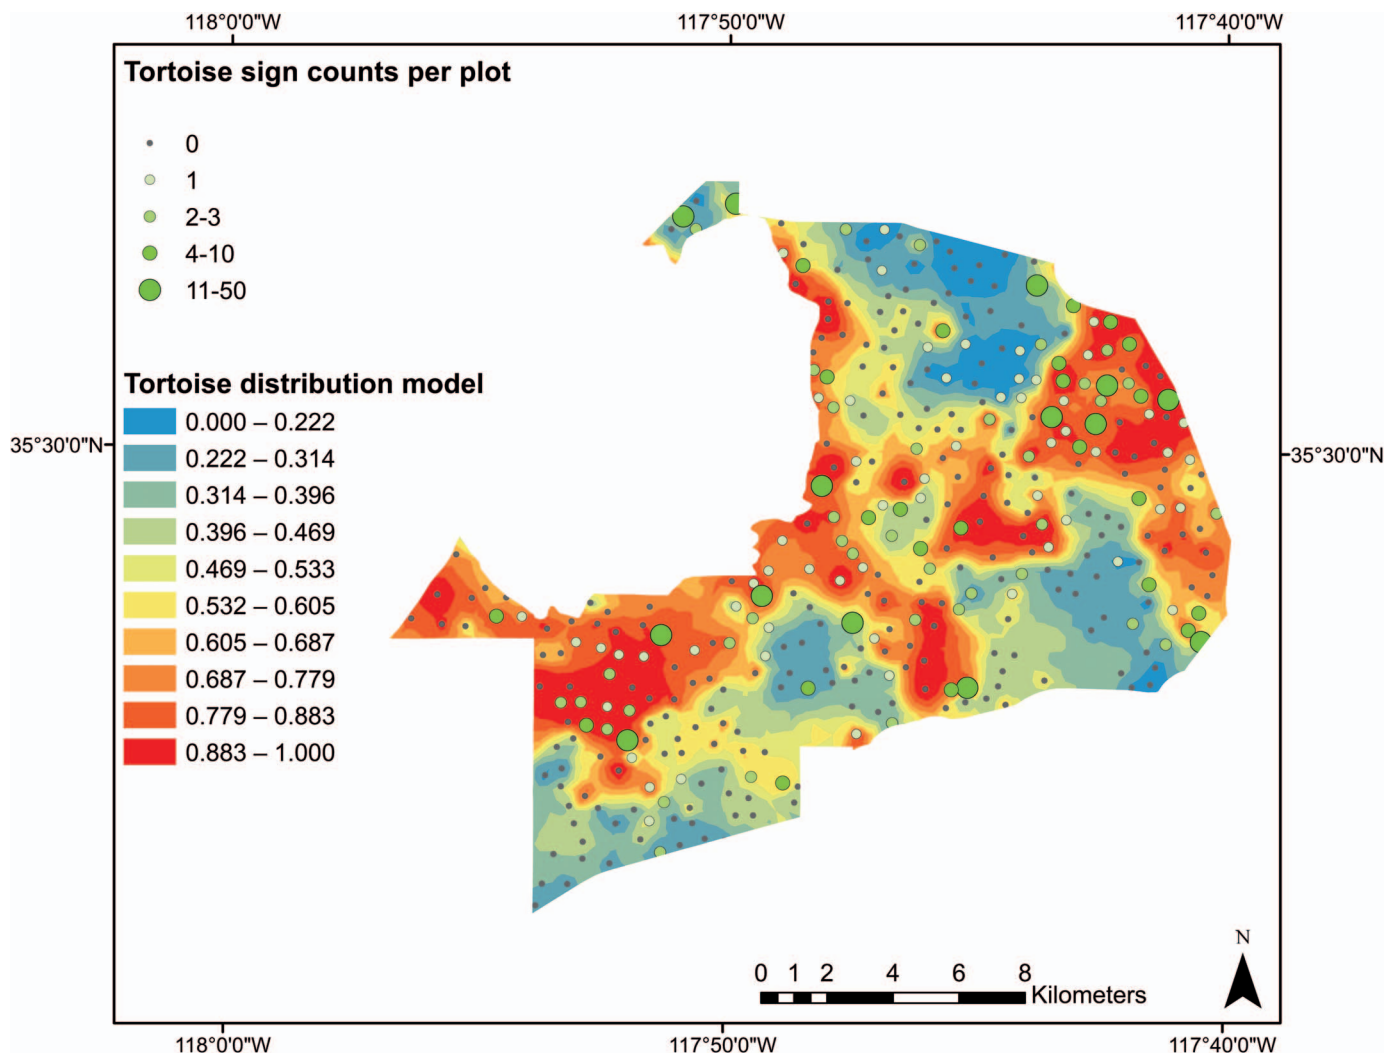 118°0'0"W 117°50'0"W 117°40'0"W
Tortoise sign counts per plot
0
1
2-3
4-10
11-50
Tortoise distribution model
0.000 – 0.222
35°30'0"N 35°30'0"N
0.222 – 0.314
0.314 – 0.396
0.396 – 0.469
0.469 – 0.533
0.532 – 0.605
0.605 – 0.687
0.687 – 0.779
0.779 – 0.883
0.883 – 1.000
N
0 1 2 4 6 8
Kilometers
118°0'0"W 117°50'0"W 117°40'0"W